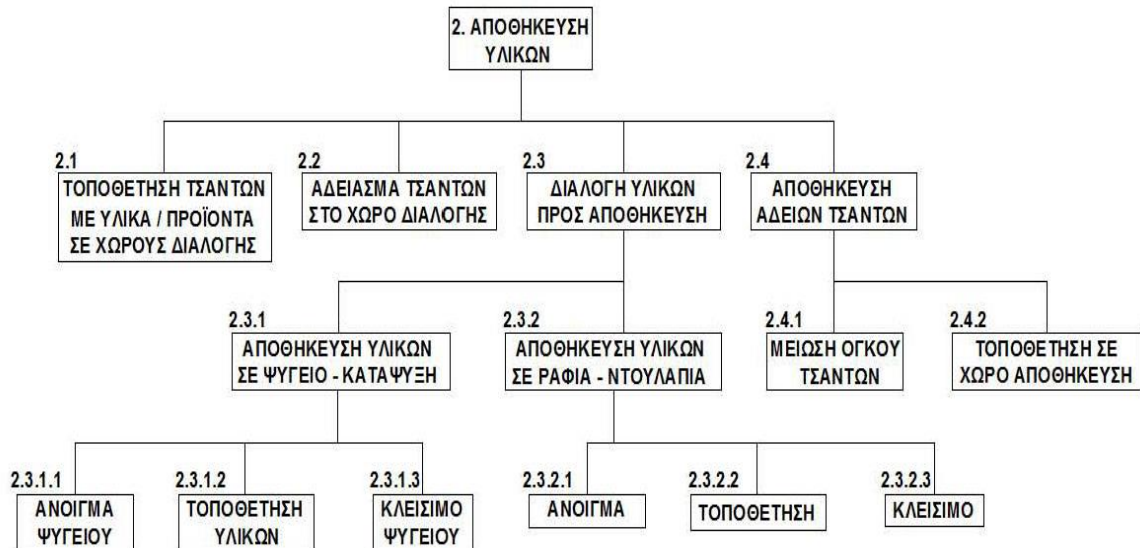 2. ΑΠΟΘΗΚΕΥΣΗ
ΥΛΙΚΩΝ
2.1
ΤΟΠΟΘΕΤΗΣΗ ΤΣΑΝΤΩΝ
ΜΕ ΥΛΙΚΑ / ΠΡΟΪΟΝΤΑ
ΣΕ ΧΩΡΟΥΣ ΔΙΑΛΟΓΗΣ
2.2
ΑΔΕΙΑΣΜΑ ΤΣΑΝΤΩΝ
ΣΤΟ ΧΩΡΟ ΔΙΑΛΟΓΗΣ
2.3
ΔΙΑΛΟΓΗ ΥΛΙΚΩΝ
ΠΡΟΣ ΑΠΟΘΗΚΕΥΣΗ
2.4
ΑΠΟΘΗΚΕΥΣΗ
ΑΔΕΙΩΝ ΤΣΑΝΤΩΝ
2.3.1
ΑΠΟΘΗΚΕΥΣΗ ΥΛΙΚΩΝ
ΣΕ ΨΥΓΕΙΟ - ΚΑΤΑΨΥΞΗ
2.3.2
ΑΠΟΘΗΚΕΥΣΗ ΥΛΙΚΩΝ
ΣΕ ΡΑΦΙΑ - ΝΤΟΥΛΑΠΙΑ
2.4.1
ΜΕΙΩΣΗ ΟΓΚΟΥ
ΤΣΑΝΤΩΝ
2.4.2
ΤΟΠΟΘΕΤΗΣΗ ΣΕ
ΧΩΡΟ ΑΠΟΘΗΚΕΥΣΗ
2.3.1.1
ΑΝΟΙΓΜΑ
ΨΥΓΕΙΟΥ
2.3.1.2
ΤΟΠΟΘΕΤΗΣΗ
ΥΛΙΚΩΝ
2.3.1.3
ΚΛΕΙΣΙΜΟ
ΨΥΓΕΙΟΥ
2.3.2.1
ΑΝΟΙΓΜΑ
2.3.2.2
ΤΟΠΟΘΕΤΗΣΗ
2.3.2.3
ΚΛΕΙΣΙΜΟ